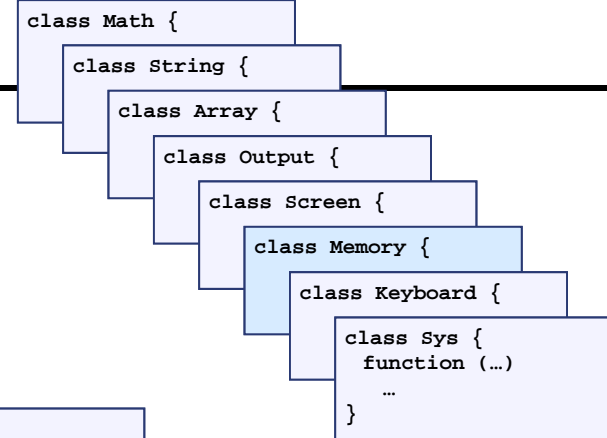 class Math {
class String {
class Array {
class Output {
class Screen {
class Memory {
class Keyboard {
class Sys {
function (…)
…
}